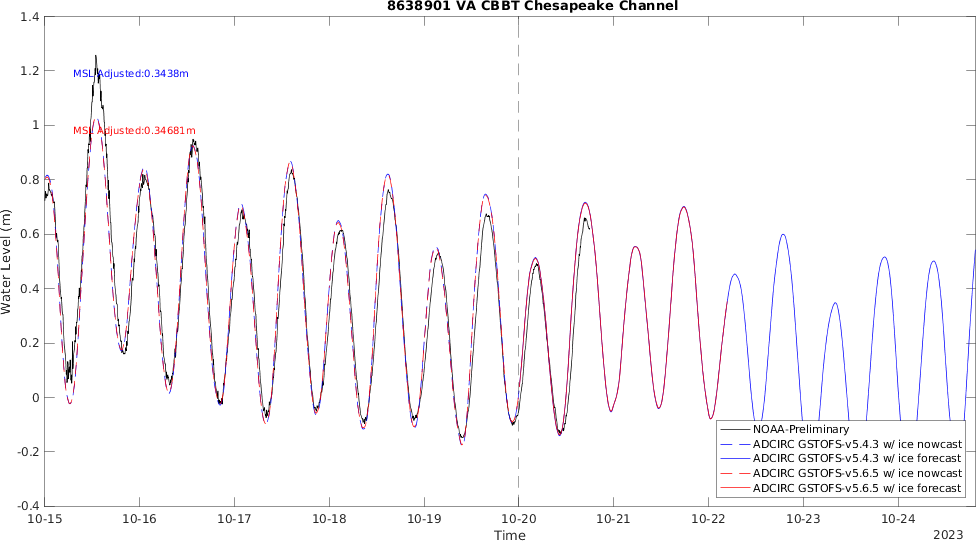 8638901 VA CBBT Chesapeake Channel
1.4
1.2
1
0.8
0.6
0.4
0.2
0
-0.2
-0.4
Water Level (m)
MSL Adjusted:0.3438m
MSL Adjusted:0.34681m
NOAA-Preliminary
ADCIRC GSTOFS-v5.4.3 w/ ice nowcast
ADCIRC GSTOFS-v5.4.3 w/ ice forecast
ADCIRC GSTOFS-v5.6.5 w/ ice nowcast
ADCIRC GSTOFS-v5.6.5 w/ ice forecast
10-15 10-16 10-17 10-18 10-19 10-20 10-21 10-22 10-23 10-24
Time
2023